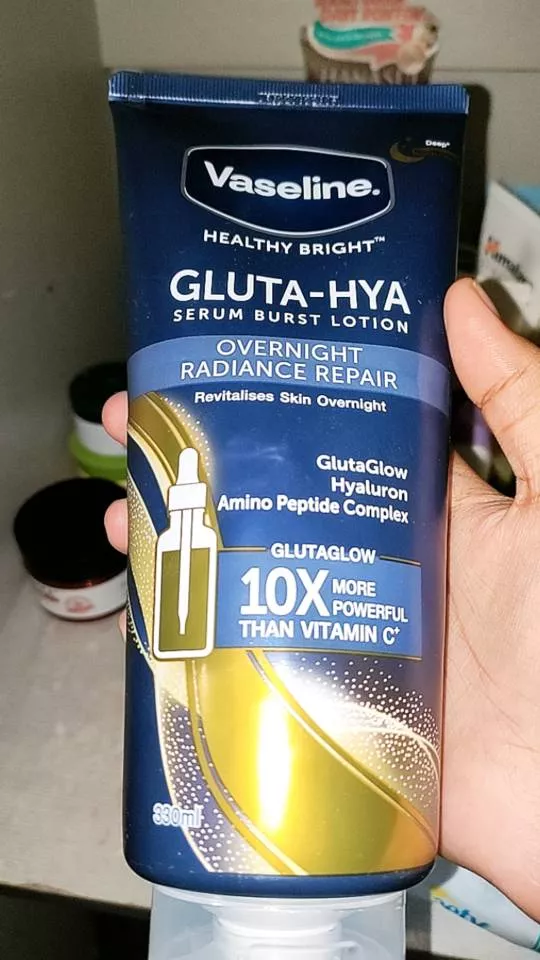 Deep*
Vaseline.
HEALTHY BRIGHT™
GLUTA-HYA
SERUM BURST LOTION
OVERNIGHT
RADIANCE REPAIR
Revitalises Skin Overnight
GlutaGlow
Hyaluron
Amino Peptide Complex
GLUTAGLOW
10X MORE
POWERFUL
THAN VITAMIN C⁺
330ml